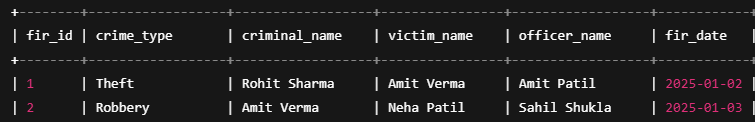 +--------+-----------------+-----------------+---------------+----------------+------------+
| fir_id | crime_type | criminal_name | victim_name | officer_name | fir_date |
+--------+-----------------+-----------------+---------------+----------------+------------+
| 1 | Theft | Rohit Sharma | Amit Verma | Amit Patil | 2025-01-02 |
| 2 | Robbery | Amit Verma | Neha Patil | Sahil Shukla | 2025-01-03 |